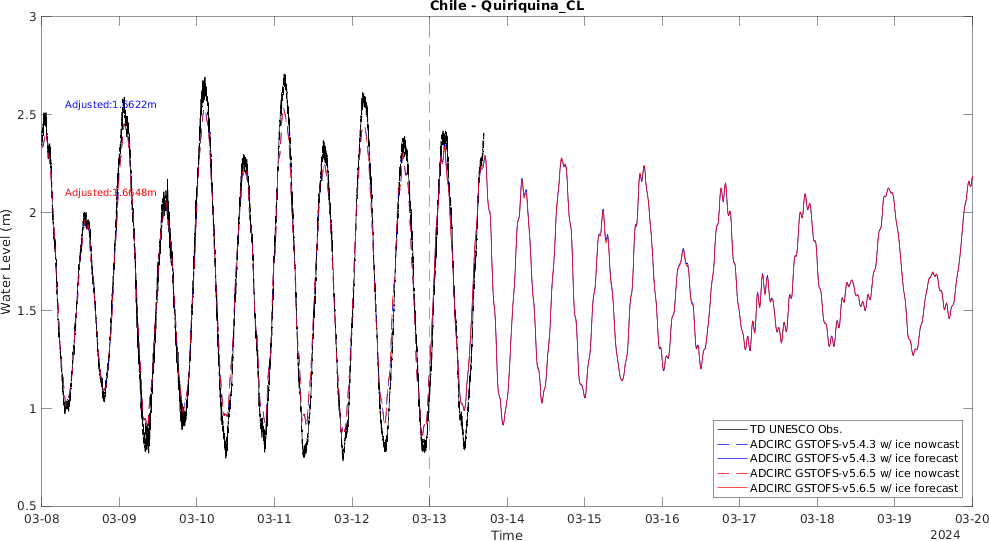 Chile - Quiriquina_CL
3
2.5
2
1.5
1
0.5
Water Level (m)
Adjusted:1.6622m
Adjusted:1.6648m
TD UNESCO Obs.
ADCIRC GSTOFS-v5.4.3 w/ ice nowcast
ADCIRC GSTOFS-v5.4.3 w/ ice forecast
ADCIRC GSTOFS-v5.6.5 w/ ice nowcast
ADCIRC GSTOFS-v5.6.5 w/ ice forecast
03-08 03-09 03-10 03-11 03-12 03-13 03-14 03-15 03-16 03-17 03-18 03-19 03-20
Time
2024